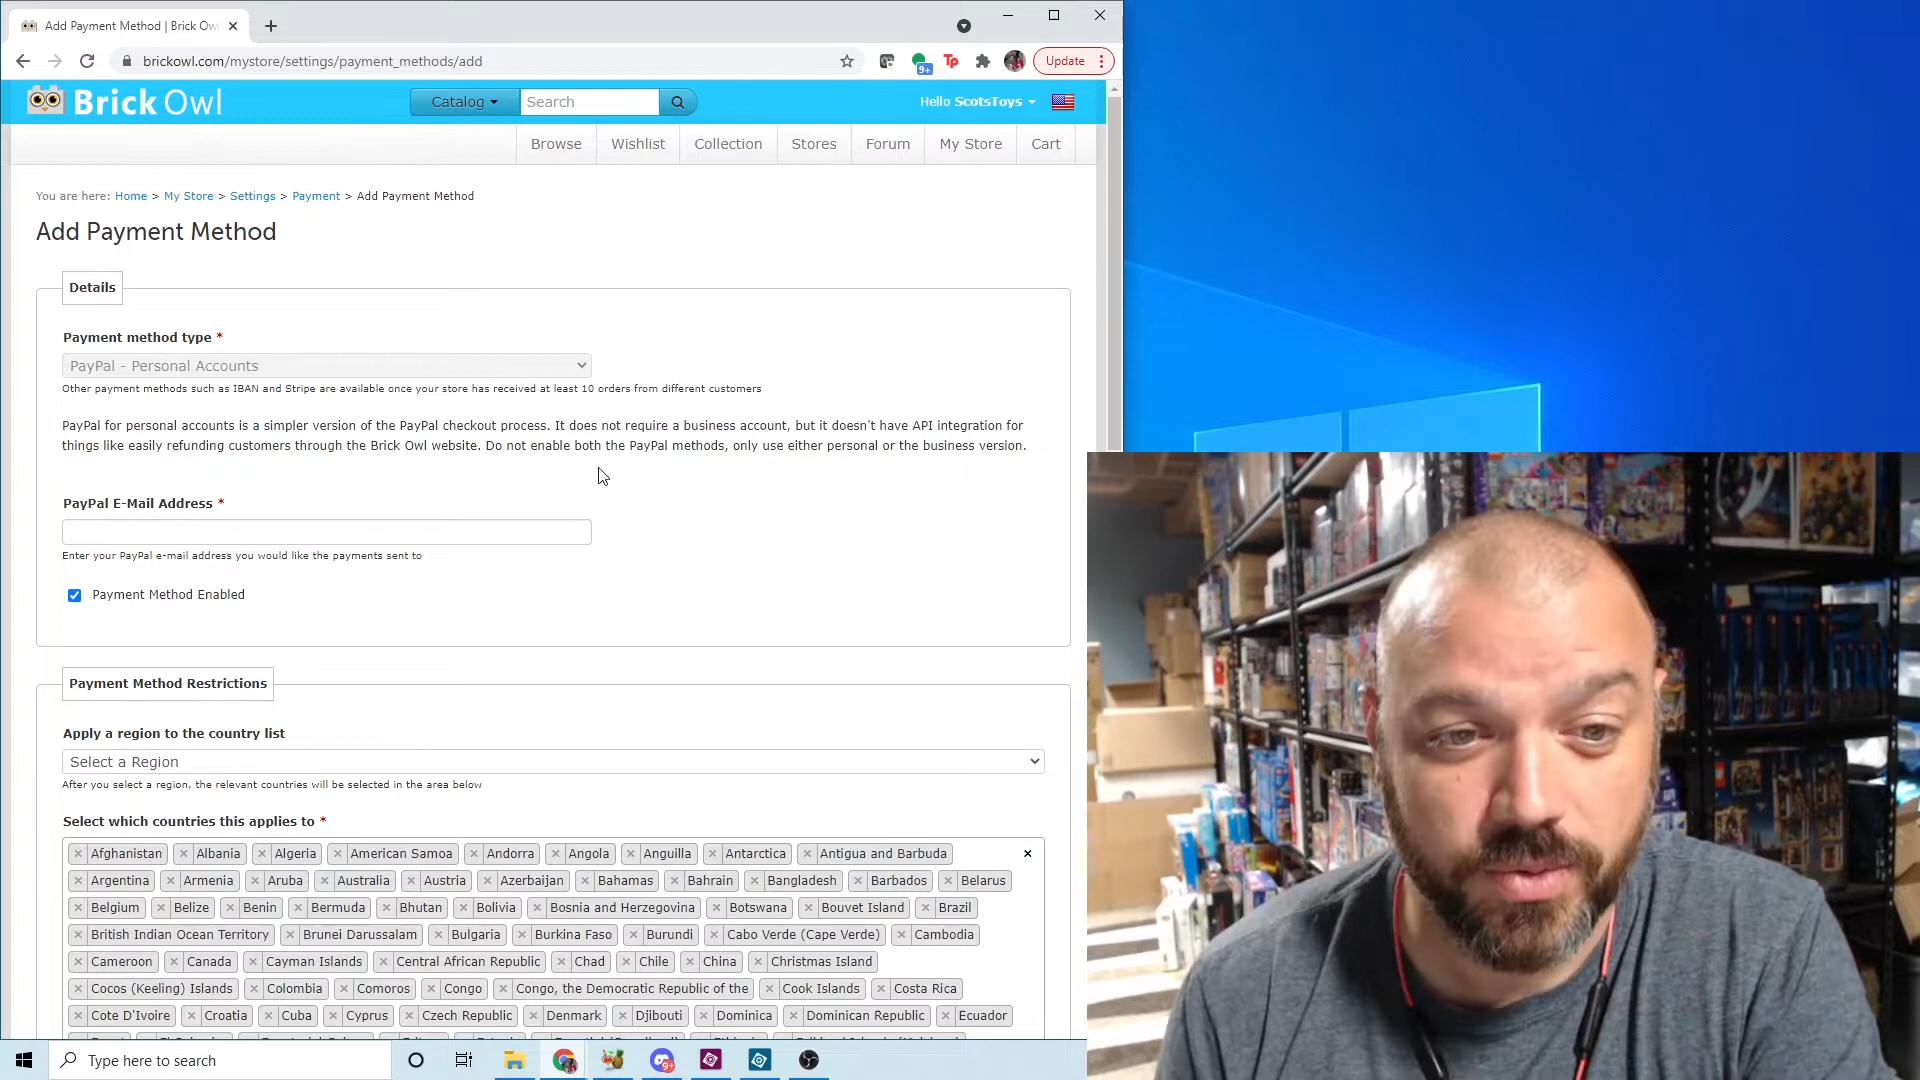 Add Payment Method | Brick Ow
brickowl.com/mystore/settings/payment_methods/add
9+
Tp
Update
Brick Owl
Catalog
Search
Hello ScotsToys
Browse
Wishlist
Collection
Stores
Forum
My Store
Cart
You are here: Home > My Store > Settings > Payment > Add Payment Method
Add Payment Method
Details
Payment method type *
PayPal - Personal Accounts
Other payment methods such as IBAN and Stripe are available once your store has received at least 10 orders from different customers
PayPal for personal accounts is a simpler version of the PayPal checkout process. It does not require a business account, but it doesn't have API integration for
things like easily refunding customers through the Brick Owl website. Do not enable both the PayPal methods, only use either personal or the business version.
PayPal E-Mail Address *
Enter your PayPal e-mail address you would like the payments sent to
Payment Method Enabled
Payment Method Restrictions
Apply a region to the country list
Select a Region
After you select a region, the relevant countries will be selected in the area below
Select which countries this applies to *
× Afghanistan × Albania × Algeria × American Samoa × Andorra × Angola × Anguilla × Antarctica × Antigua and Barbuda ×
× Argentina × Armenia × Aruba × Australia × Austria × Azerbaijan × Bahamas × Bahrain × Bangladesh × Barbados × Belarus
× Belgium × Belize × Benin × Bermuda × Bhutan × Bolivia × Bosnia and Herzegovina × Botswana × Bouvet Island × Brazil
× British Indian Ocean Territory × Brunei Darussalam × Bulgaria × Burkina Faso × Burundi × Cabo Verde (Cape Verde) × Cambodia
× Cameroon × Canada × Cayman Islands × Central African Republic × Chad × Chile × China × Christmas Island
× Cocos (Keeling) Islands × Colombia × Comoros × Congo × Congo, the Democratic Republic of the × Cook Islands × Costa Rica
× Cote D'Ivoire × Croatia × Cuba × Cyprus × Czech Republic × Denmark × Djibouti × Dominica × Dominican Republic × Ecuador
Type here to search
9+